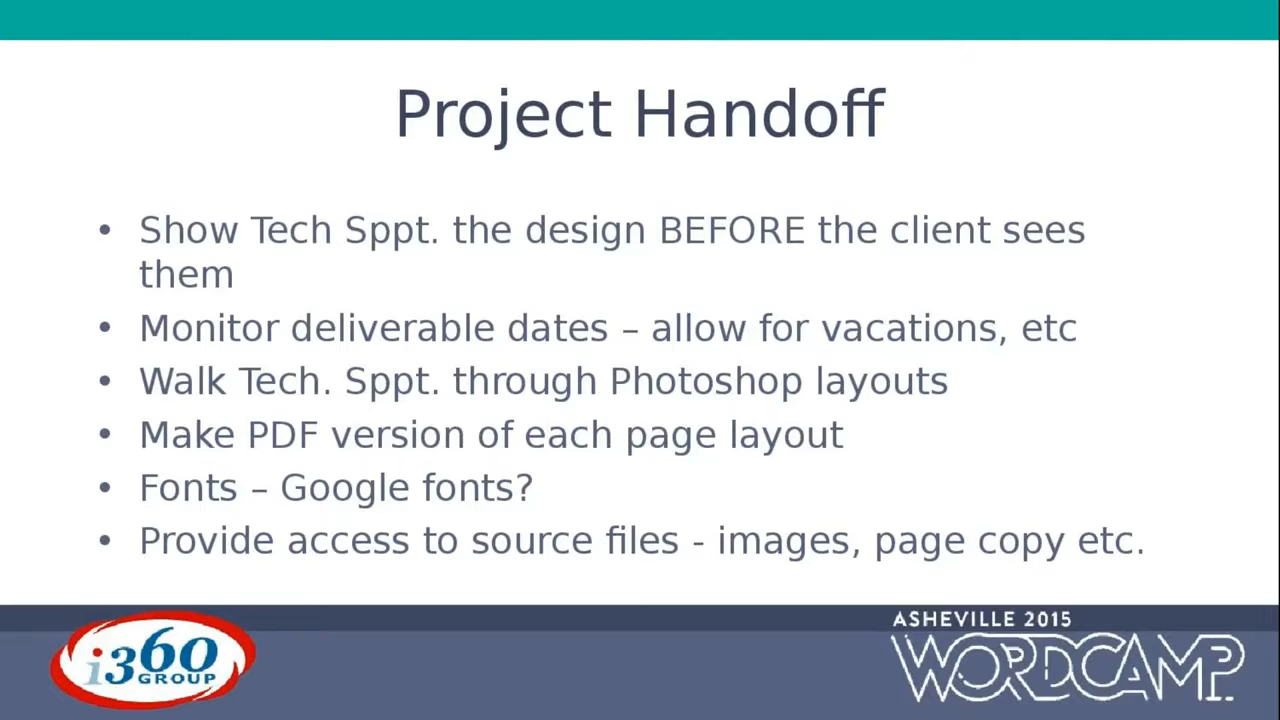 Project Handoff
• Show Tech Sppt. the design BEFORE the client sees
them
• Monitor deliverable dates – allow for vacations, etc
• Walk Tech. Sppt. through Photoshop layouts
• Make PDF version of each page layout
• Fonts – Google fonts?
• Provide access to source files - images, page copy etc.
i360
GROUP
ASHEVILLE 2015
WORDCAMP